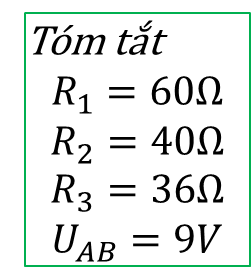 Tóm tắt
R₁ = 60Ω
R₂ = 40Ω
R₃ = 36Ω
U_AB = 9V